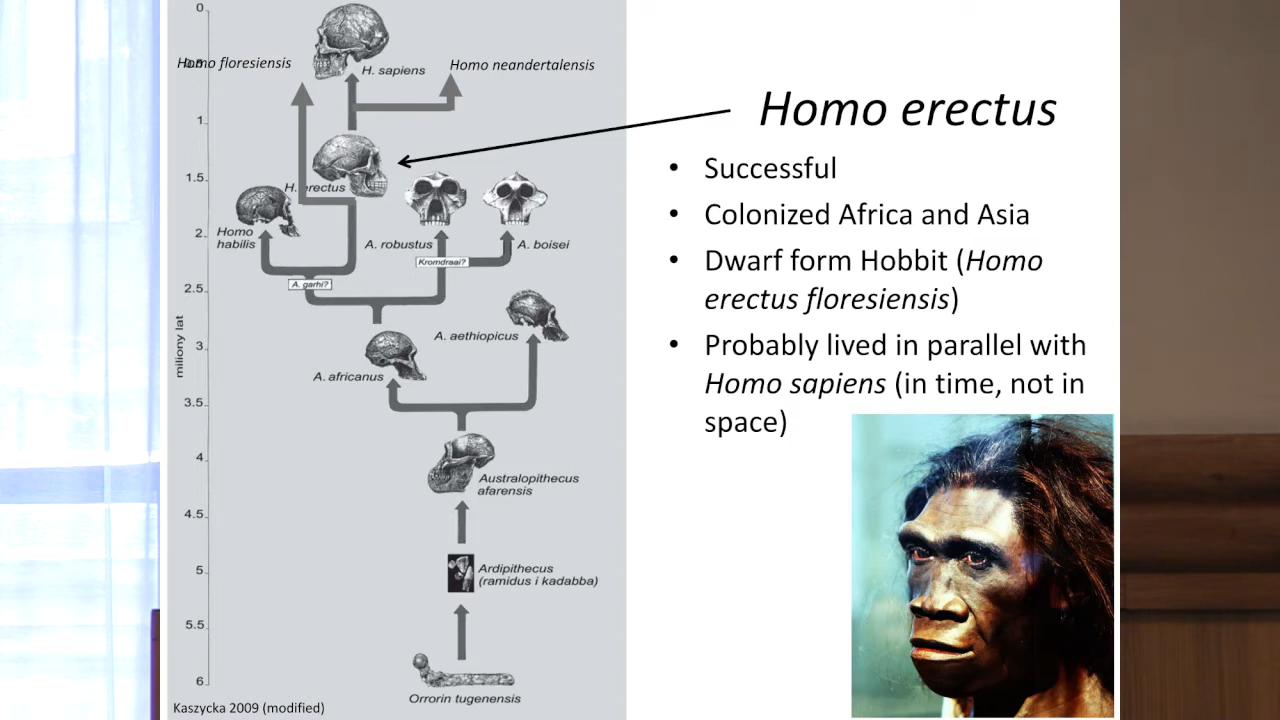 0
Homo floresiensis
0.5
H. sapiens
Homo neandertalensis
1
H. erectus
1.5
Homo
habilis
2
A. robustus
A. boisei
Kromdraai?
A. garhi?
2.5
A. aethiopicus
3
A. africanus
3.5
miliony lat
4
Australopithecus
afarensis
4.5
5
Ardipithecus
(ramidus i kadabba)
5.5
6
Orrorin tugenensis
Kaszycka 2009 (modified)
Homo erectus
• Successful
• Colonized Africa and Asia
• Dwarf form Hobbit (Homo
erectus floresiensis)
• Probably lived in parallel with
Homo sapiens (in time, not in
space)